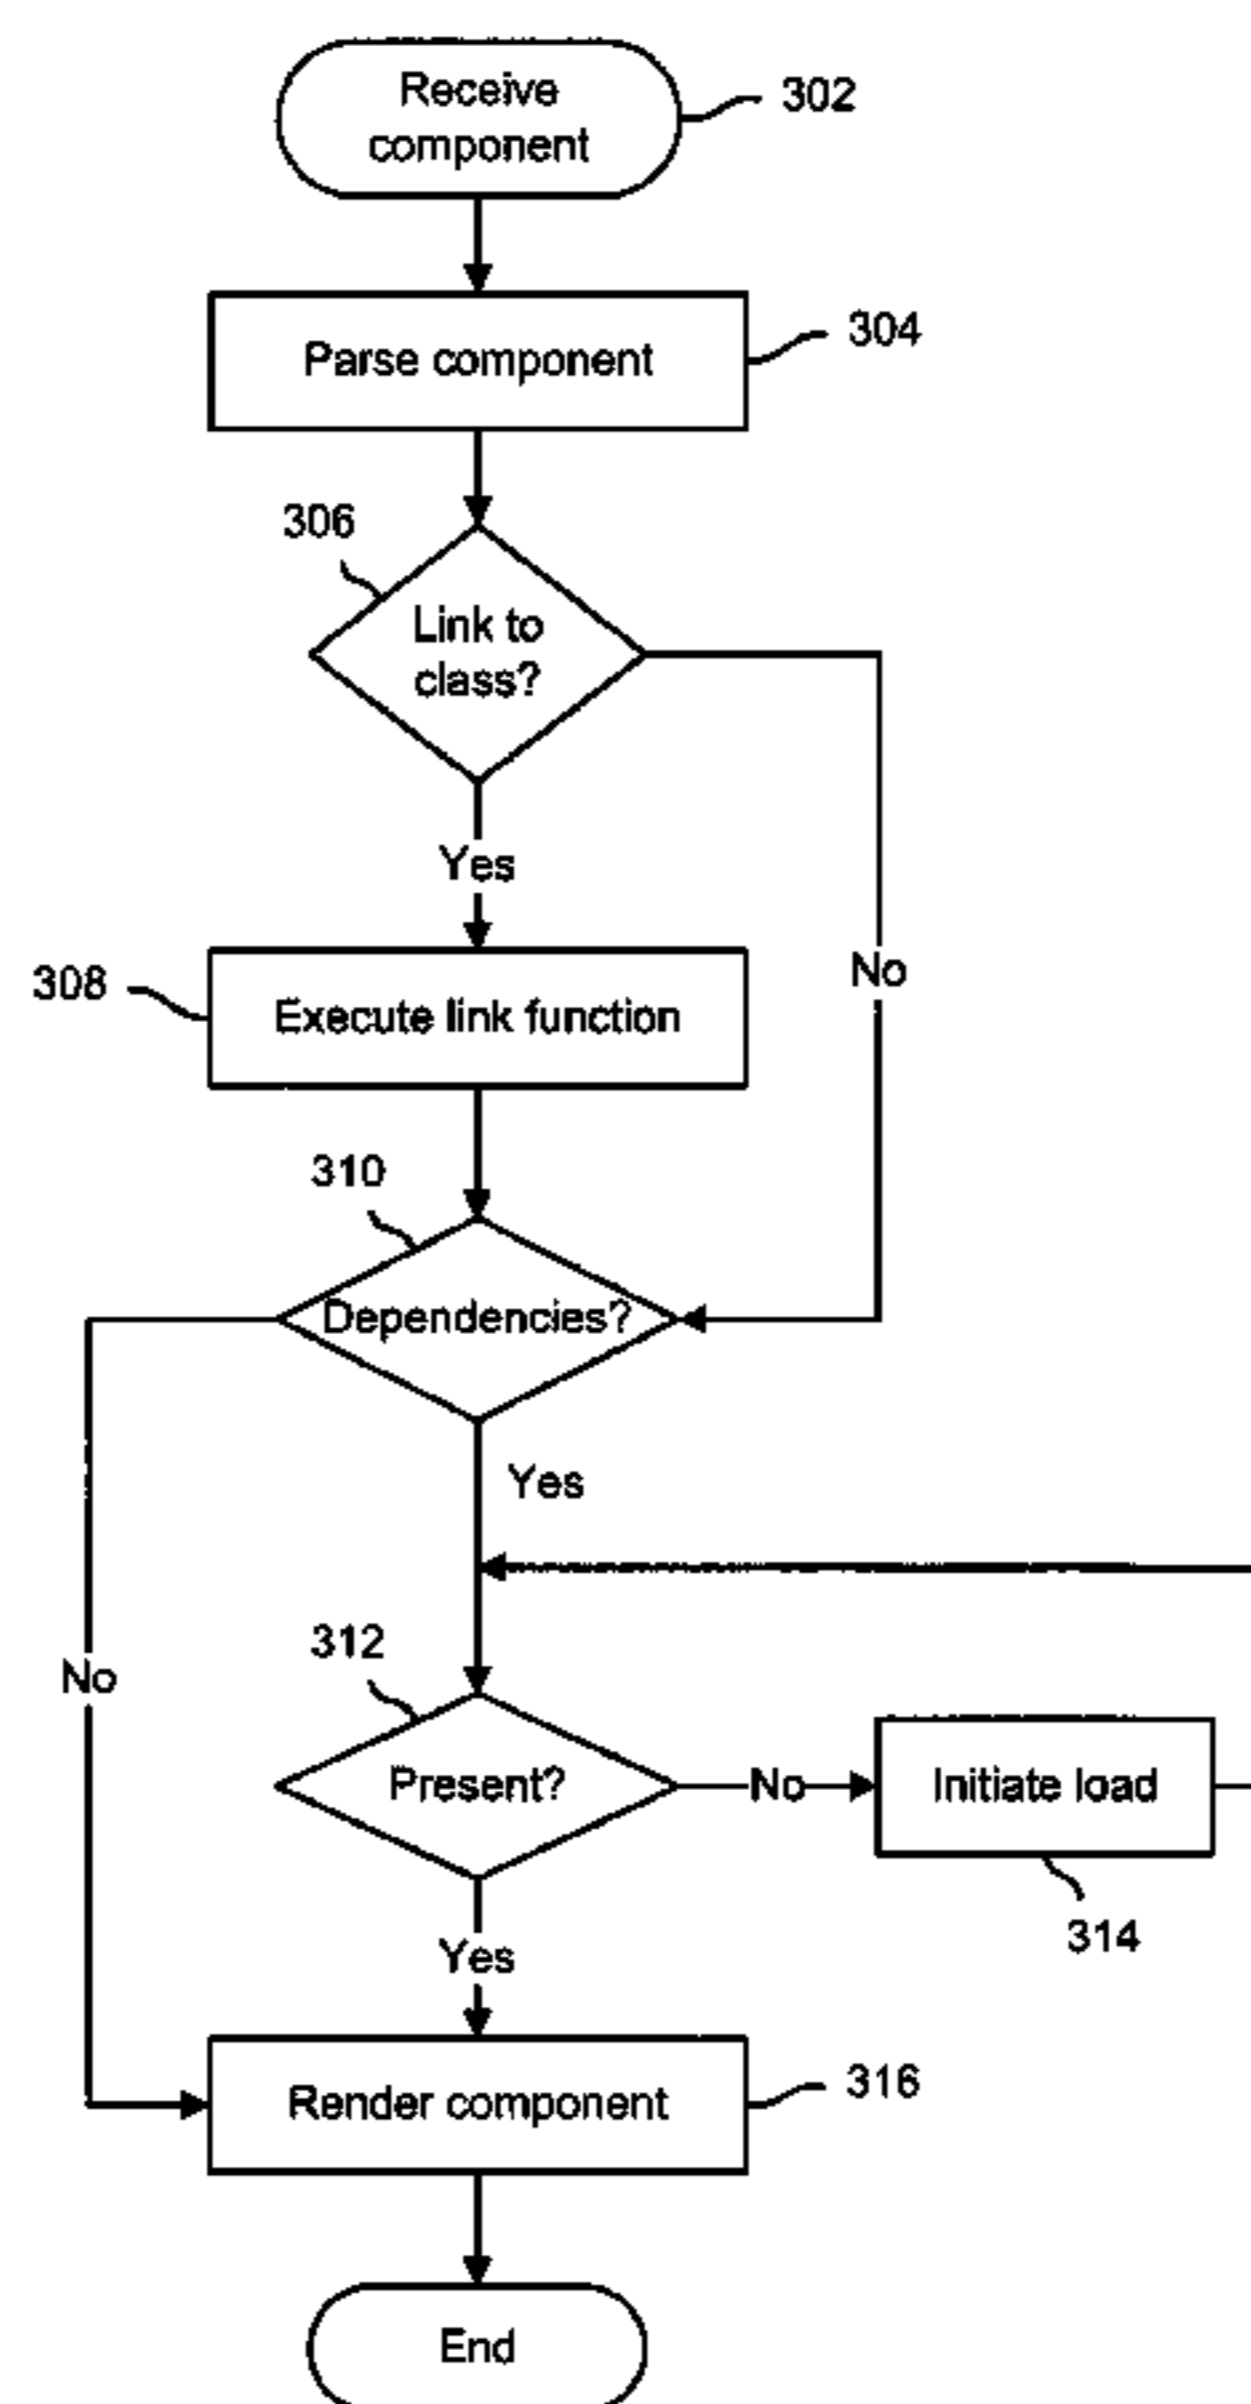 Receive
component
302
Parse component
304
306
Link to
class?
Yes
No
308
Execute link function
310
Dependencies?
Yes
No
312
Present?
No
Initiate load
314
Yes
Render component
316
End